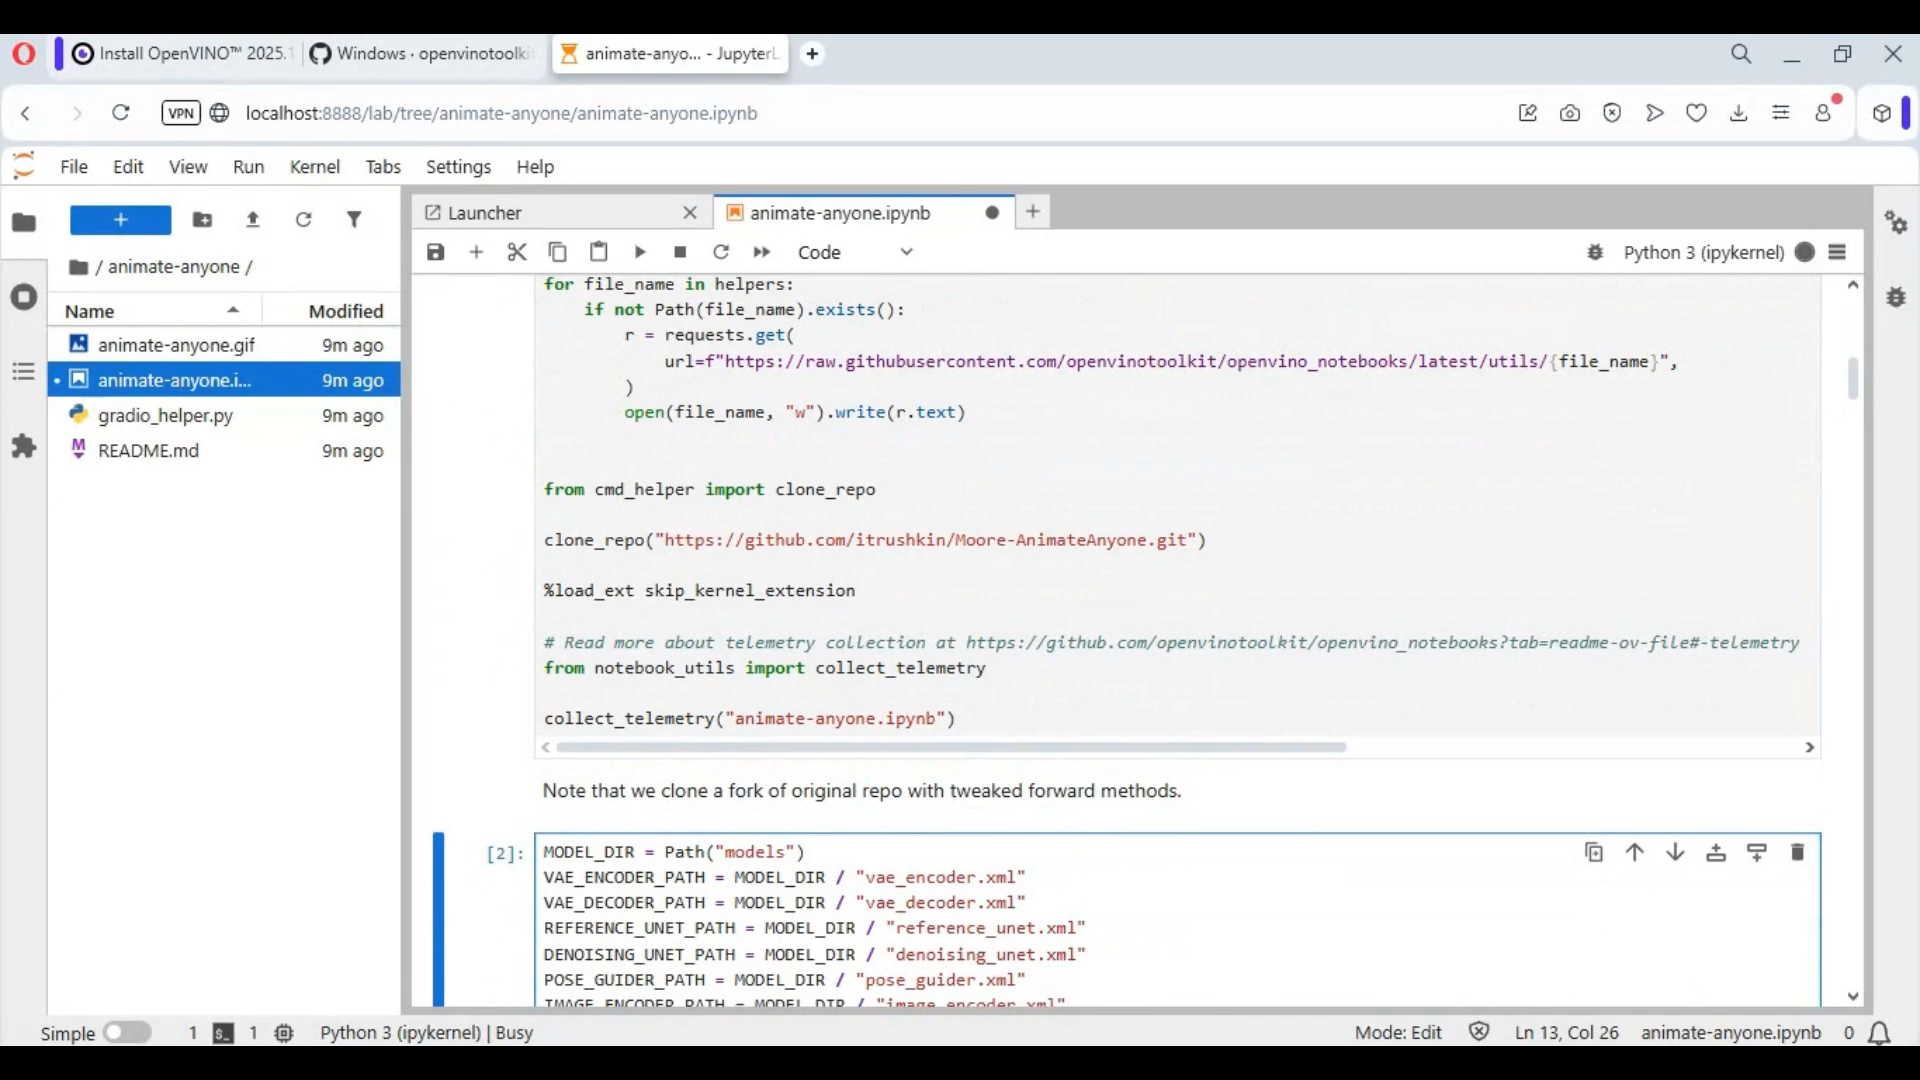 Install OpenVINO™ 2025.1
Windows · openvinotoolki
animate-anyo... - JupyterL
VPN
localhost:8888/lab/tree/animate-anyone/animate-anyone.ipynb
File Edit View Run Kernel Tabs Settings Help
Launcher
animate-anyone.ipynb
Code
Python 3 (ipykernel)
/ animate-anyone /
Name Modified
animate-anyone.gif 9m ago
animate-anyone.i... 9m ago
gradio_helper.py 9m ago
README.md 9m ago
for file_name in helpers:
if not Path(file_name).exists():
r = requests.get(
url=f"https://raw.githubusercontent.com/openvinotoolkit/openvino_notebooks/latest/utils/{file_name}",
)
open(file_name, "w").write(r.text)
from cmd_helper import clone_repo
clone_repo("https://github.com/itrushkin/Moore-AnimateAnyone.git")
%load_ext skip_kernel_extension
# Read more about telemetry collection at https://github.com/openvinotoolkit/openvino_notebooks?tab=readme-ov-file#-telemetry
from notebook_utils import collect_telemetry
collect_telemetry("animate-anyone.ipynb")
Note that we clone a fork of original repo with tweaked forward methods.
[2]:
MODEL_DIR = Path("models")
VAE_ENCODER_PATH = MODEL_DIR / "vae_encoder.xml"
VAE_DECODER_PATH = MODEL_DIR / "vae_decoder.xml"
REFERENCE_UNET_PATH = MODEL_DIR / "reference_unet.xml"
DENOISING_UNET_PATH = MODEL_DIR / "denoising_unet.xml"
POSE_GUIDER_PATH = MODEL_DIR / "pose_guider.xml"
IMAGE_ENCODER_PATH = MODEL_DIR / "image_encoder.xml"
Simple 1 1 Python 3 (ipykernel) | Busy Mode: Edit Ln 13, Col 26 animate-anyone.ipynb 0